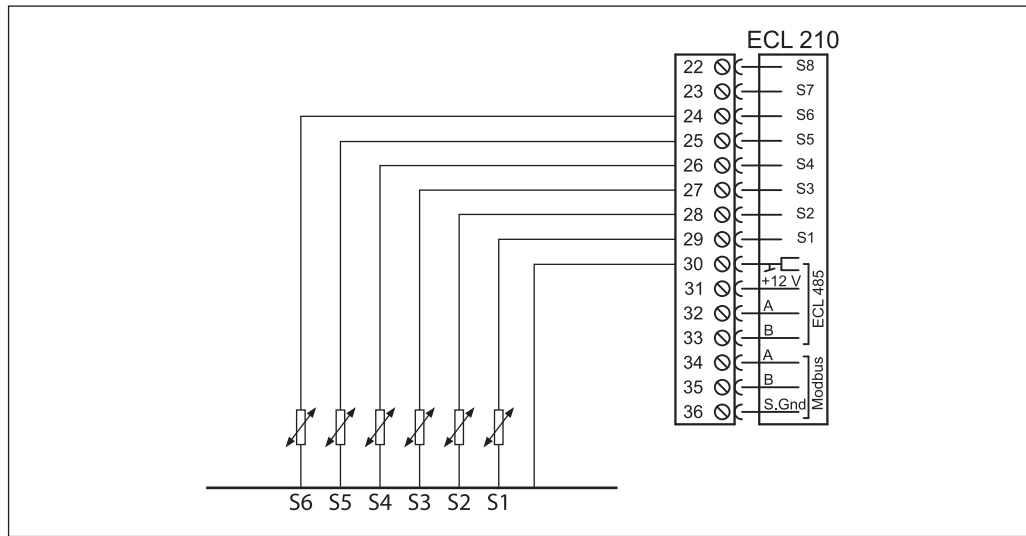 ECL 210
22 S8
23 S7
24 S6
25 S5
26 S4
27 S3
28 S2
29 S1
30
31 +12 V
32 A
33 B
ECL 485
34 A
35 B
36 S.Gnd
Modbus
S6 S5 S4 S3 S2 S1